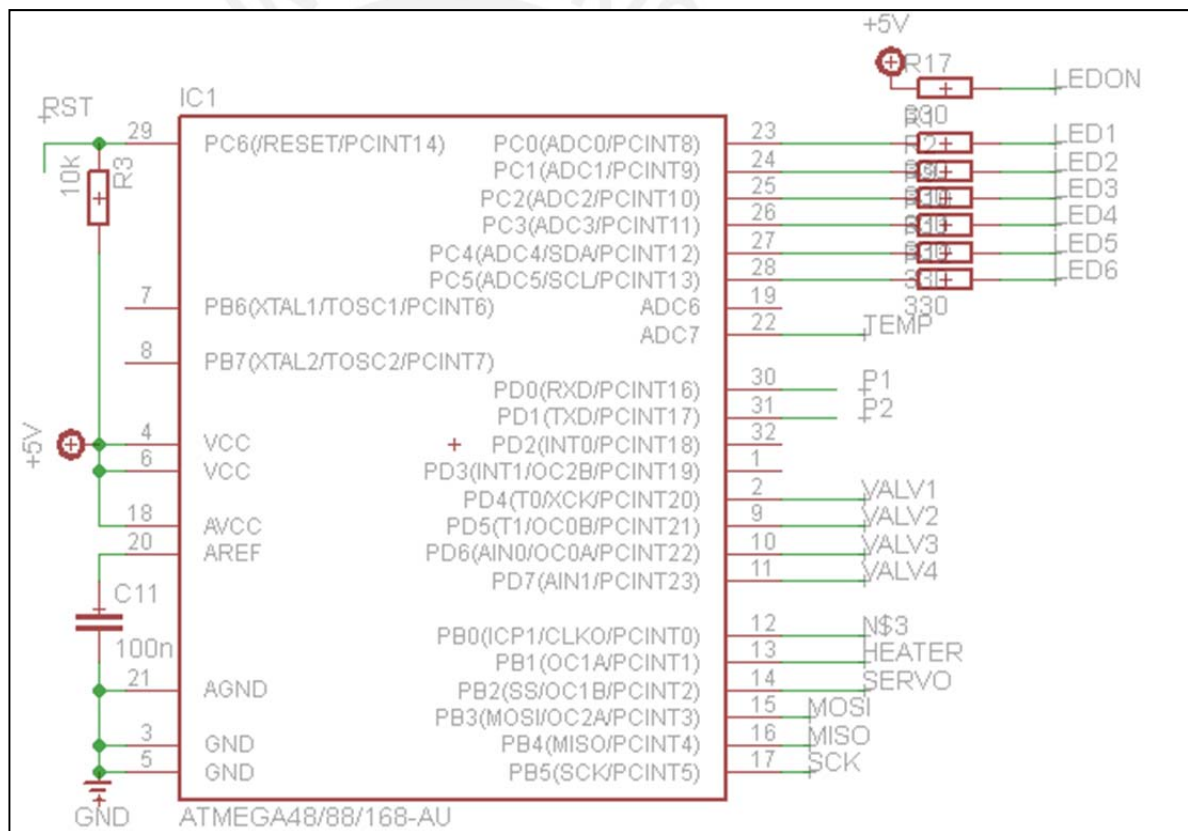 +5V
R17
LEDON
IC1
RST
330
R1
29 PC6(/RESET/PCINT14) PC0(ADC0/PCINT8) 23 LED1
R2
10k R3
PC1(ADC1/PCINT9) 24 LED2
PC2(ADC2/PCINT10) 25 LED3
PC3(ADC3/PCINT11) 26 LED4
PC4(ADC4/SDA/PCINT12) 27 LED5
PC5(ADC5/SCL/PCINT13) 28 LED6
7 PB6(XTAL1/TOSC1/PCINT6) ADC6 19
330
ADC7 22 TEMP
8 PB7(XTAL2/TOSC2/PCINT7)
PD0(RXD/PCINT16) 30 P1
PD1(TXD/PCINT17) 31 P2
+5V 4 VCC PD2(INT0/PCINT18) 32
6 VCC PD3(INT1/OC2B/PCINT19) 1
PD4(T0/XCK/PCINT20) 2 VALV1
18 AVCC PD5(T1/OC0B/PCINT21) 9 VALV2
20 AREF PD6(AIN0/OC0A/PCINT22) 10 VALV3
PD7(AIN1/PCINT23) 11 VALV4
C11
100n
PB0(ICP1/CLKO/PCINT0) 12 N$3
PB1(OC1A/PCINT1) 13 HEATER
21 AGND PB2(SS/OC1B/PCINT2) 14 SERVO
PB3(MOSI/OC2A/PCINT3) 15 MOSI
3 GND PB4(MISO/PCINT4) 16 MISO
5 GND PB5(SCK/PCINT5) 17 SCK
GND ATMEGA48/88/168-AU